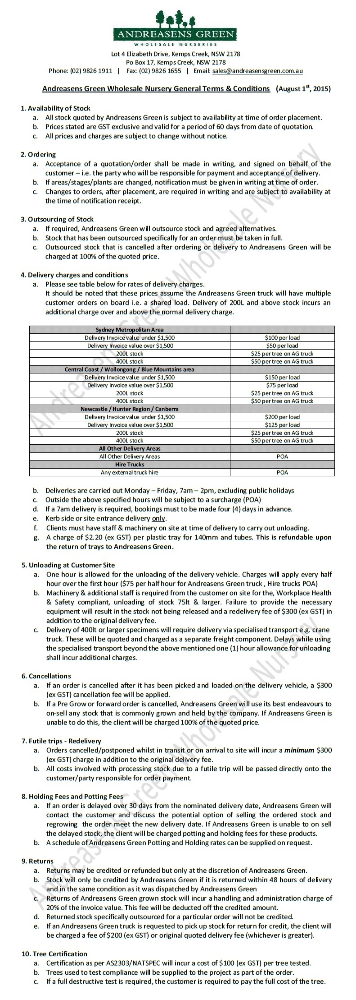 ANDREASENS GREEN
WHOLESALE NURSERIES
Lot 4 Elizabeth Drive, Kemps Creek, NSW 2178
Po Box 17, Kemps Creek, NSW 2178
Phone: (02) 9826 1911 | Fax: (02) 9826 1655 | Email: sales@andreasensgreen.com.au
Andreasens Green Wholesale Nursery General Terms & Conditions (August 1st, 2015)
1. Availability of Stock
a. All stock quoted by Andreasens Green is subject to availability at time of order placement.
b. Prices stated are GST exclusive and valid for a period of 60 days from date of quotation.
c. All prices and charges are subject to change without notice.
2. Ordering
a. Acceptance of a quotation/order shall be made in writing, and signed on behalf of the
customer – i.e. the party who will be responsible for payment and acceptance of delivery.
b. If areas/stages/plants are changed, notification must be given in writing at time of order.
c. Changes to orders, after placement, are required in writing and are subject to availability at
the time of notification receipt.
3. Outsourcing of Stock
a. If required, Andreasens Green will outsource stock and agreed alternatives.
b. Stock that has been outsourced specifically for an order must be taken in full.
c. Outsourced stock that is cancelled after ordering or delivery to Andreasens Green will be
charged at 100% of the quoted price.
4. Delivery charges and conditions
a. Please see table below for rates of delivery charges.
It should be noted that these prices assume the Andreasens Green truck will have multiple
customer orders on board i.e. a shared load. Delivery of 200L and above stock incurs an
additional charge over and above the normal delivery charge.
Sydney Metropolitan Area
Delivery Invoice value under $1,500 $100 per load
Delivery Invoice value over $1,500 $50 per load
200L stock $25 per tree on AG truck
400L stock $50 per tree on AG truck
Central Coast / Wollongong / Blue Mountains area
Delivery Invoice value under $1,500 $150 per load
Delivery Invoice value over $1,500 $75 per load
200L stock $25 per tree on AG truck
400L stock $50 per tree on AG truck
Newcastle / Hunter Region / Canberra
Delivery Invoice value under $1,500 $200 per load
Delivery Invoice value over $1,500 $125 per load
200L stock $25 per tree on AG truck
400L stock $50 per tree on AG truck
All Other Delivery Areas
All Other Delivery Areas POA
Hire Trucks
Any external truck hire POA
b. Deliveries are carried out Monday – Friday, 7am – 2pm, excluding public holidays
c. Outside the above specified hours will be subject to a surcharge (POA)
d. If a 7am delivery is required, bookings must to be made four (4) days in advance.
e. Kerb side or site entrance delivery only.
f. Clients must have staff & machinery on site at time of delivery to carry out unloading.
g. A charge of $2.20 (ex GST) per plastic tray for 140mm and tubes. This is refundable upon
the return of trays to Andreasens Green.
5. Unloading at Customer Site
a. One hour is allowed for the unloading of the delivery vehicle. Charges will apply every half
hour over the first hour ($75 per half hour for Andreasens Green truck , Hire trucks POA)
b. Machinery & additional staff is required from the customer on site for the, Workplace Health
& Safety compliant, unloading of stock 75lt & larger. Failure to provide the necessary
equipment will result in the stock not being released and a redelivery fee of $300 (ex GST) in
addition to the original delivery fee.
c. Delivery of 400lt or larger specimens will require delivery via specialised transport e.g. crane
truck. These will be quoted and charged as a separate freight component. Delays while using
the specialised transport beyond the above mentioned one (1) hour allowance for unloading
shall incur additional charges.
6. Cancellations
a. If an order is cancelled after it has been picked and loaded on the delivery vehicle, a $300
(ex GST) cancellation fee will be applied.
b. If a Pre Grow or forward order is cancelled, Andreasens Green will use its best endeavours to
on-sell any stock that is commonly grown and held by the company. If Andreasens Green is
unable to do this, the client will be charged 100% of the quoted price.
7. Futile trips - Redelivery
a. Orders cancelled/postponed whilst in transit or on arrival to site will incur a minimum $300
(ex GST) charge in addition to the original delivery fee.
b. All costs involved with processing stock due to a futile trip will be passed directly onto the
customer/party responsible for order payment.
8. Holding Fees and Potting Fees
a. If an order is delayed over 30 days from the nominated delivery date, Andreasens Green will
contact the customer and discuss the potential option of selling the ordered stock and
regrowing the order meet the new delivery date. If Andreasens Green is unable to on sell
the delayed stock, the client will be charged potting and holding fees for these products.
b. A schedule of Andreasens Green Potting and Holding rates can be supplied on request.
9. Returns
a. Returns may be credited or refunded but only at the discretion of Andreasens Green.
b. Stock will only be credited by Andreasens Green if it is returned within 48 hours of delivery
and in the same condition as it was dispatched by Andreasens Green
c. Returns of Andreasens Green grown stock will incur a handling and administration charge of
20% of the invoice value. This fee will be deducted off the credited amount.
d. Returned stock specifically outsourced for a particular order will not be credited.
e. If an Andreasens Green truck is requested to pick up stock for return for credit, the client will
be charged a fee of $200 (ex GST) or original quoted delivery fee (whichever is greater).
10. Tree Certification
a. Certification as per AS2303/NATSPEC will incur a cost of $100 (ex GST) per tree tested.
b. Trees used to test compliance will be supplied to the project as part of the order.
c. If a full destructive test is required, the customer is required to pay the full cost of the tree.
Andreasens Green Wholesale Nursery
Andreasens Green Wholesale Nursery